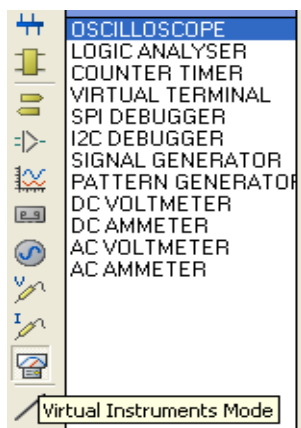 OSCILLOSCOPE
LOGIC ANALYSER
COUNTER TIMER
VIRTUAL TERMINAL
SPI DEBUGGER
I2C DEBUGGER
SIGNAL GENERATOR
PATTERN GENERATOR
DC VOLTMETER
DC AMMETER
AC VOLTMETER
AC AMMETER
Virtual Instruments Mode